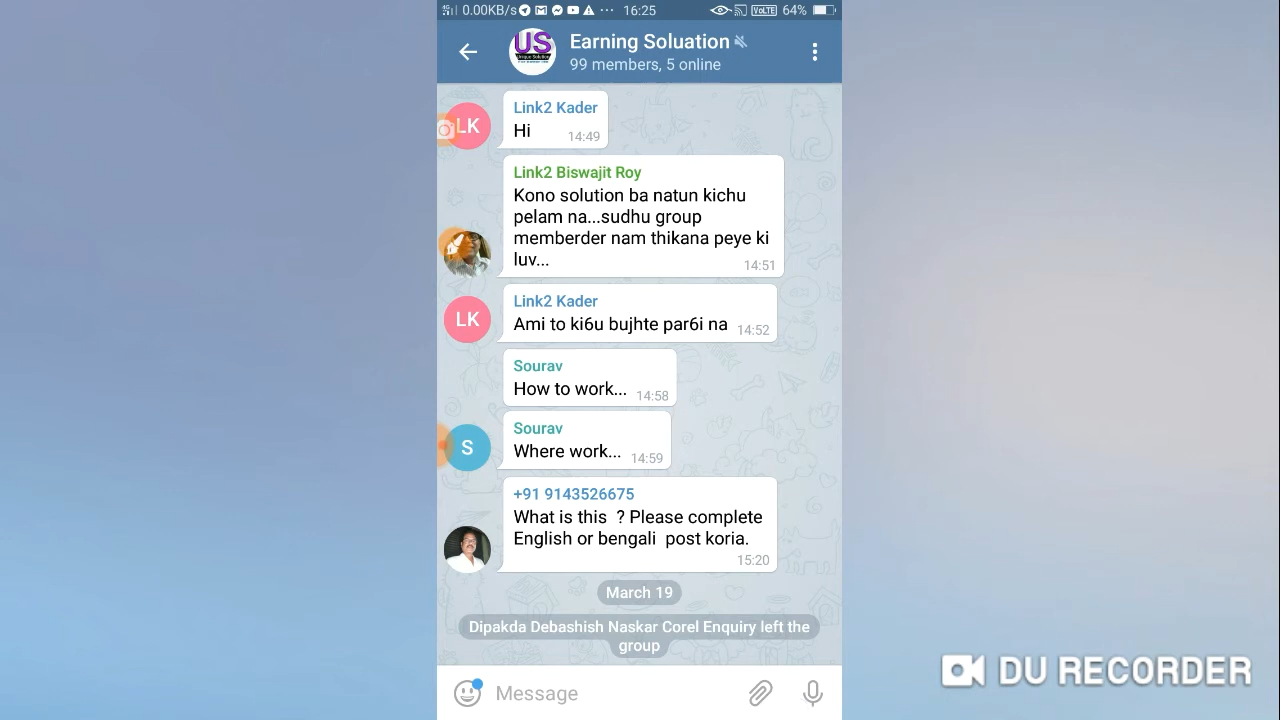 0.00KB/s ... 16:25 VoLTE 64%
US
Earning Soluation
99 members, 5 online
Link2 Kader
LK
Hi 14:49
Link2 Biswajit Roy
Kono solution ba natun kichu
pelam na...sudhu group
memberder nam thikana peye ki
luv... 14:51
Link2 Kader
LK
Ami to ki6u bujhte par6i na 14:52
Sourav
How to work... 14:58
Sourav
S
Where work... 14:59
+91 9143526675
What is this ? Please complete
English or bengali post koria.
15:20
March 19
Dipakda Debashish Naskar Corel Enquiry left the
group
Message
DU RECORDER